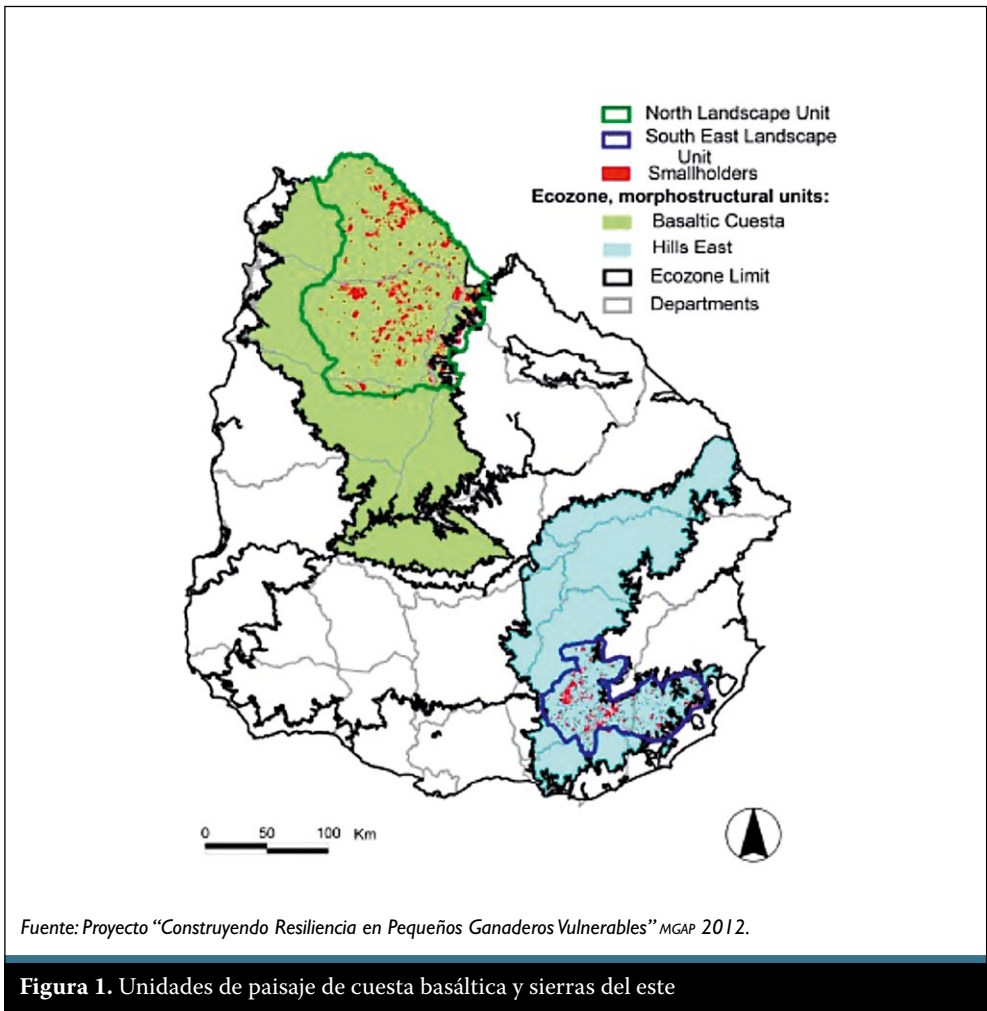 North Landscape Unit
South East Landscape
Unit
Smallholders
Ecozone, morphostructural units:
Basaltic Cuesta
Hills East
Ecozone Limit
Departments
0 50 100 Km
Fuente: Proyecto “Construyendo Resiliencia en Pequeños Ganaderos Vulnerables” MGAP 2012.
Figura 1. Unidades de paisaje de cuesta basáltica y sierras del este